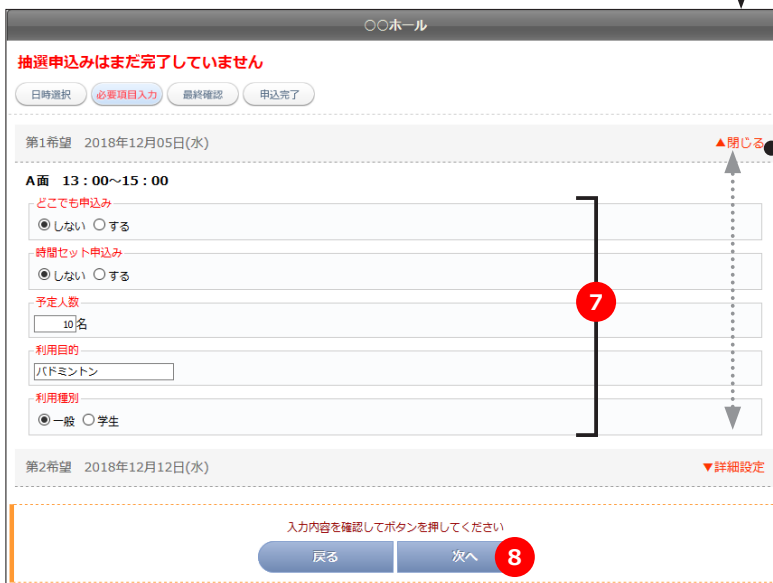 ○○ホール
抽選申込みはまだ完了していません
日時選択 必要項目入力 最終確認 申込完了
第1希望 2018年12月05日(水) ▲閉じる
A面 13：00～15：00
どこでも申込み
しない する
時間セット申込み
しない する
予定人数
10名
7
利用目的
バドミントン
利用種別
一般 学生
第2希望 2018年12月12日(水) ▼詳細設定
入力内容を確認してボタンを押してください
戻る 次へ 8